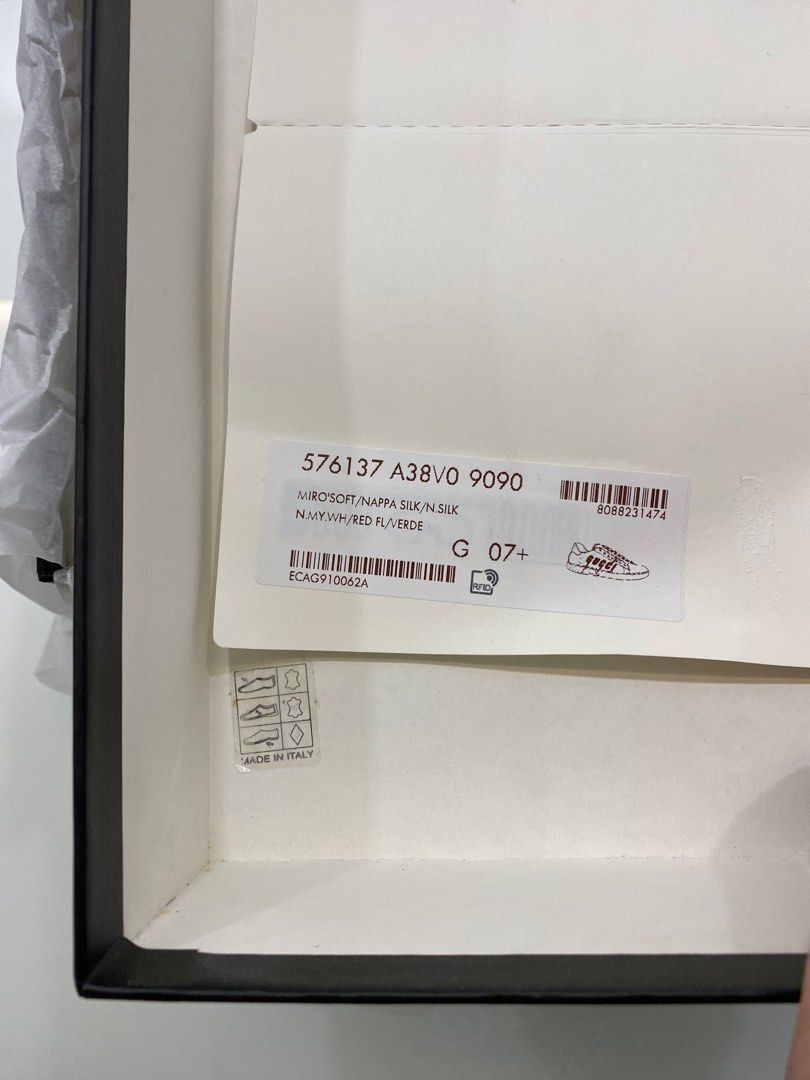 576137 A38V0 9090
8088231474
MIRO'SOFT/NAPPA SILK/N.SILK
N.MY.WH/RED FL/VERDE
G 07+
GUCCI
ECAG910062A
RFID
MADE IN ITALY